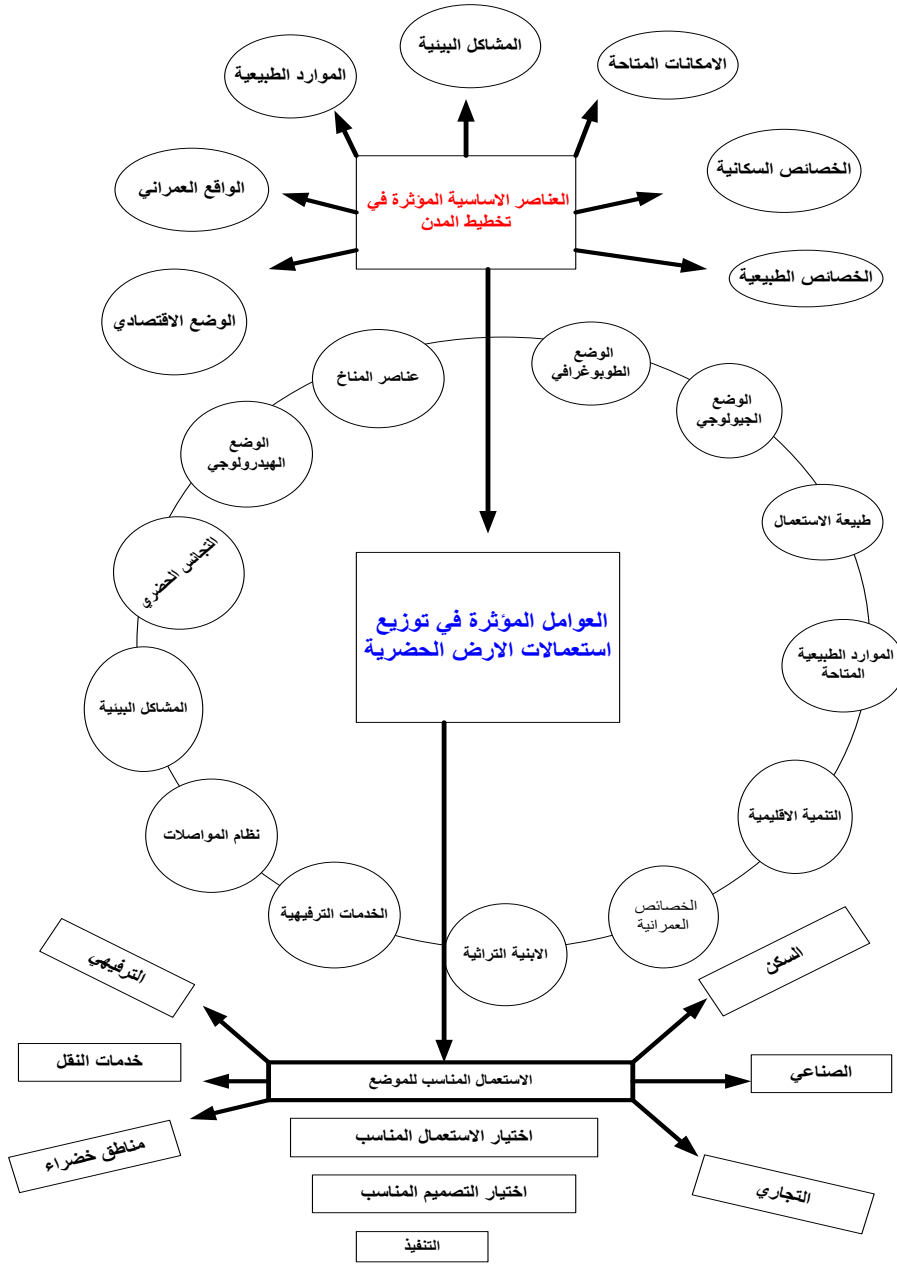 المشاكل البيئية
الامكانات المتاحة
الموارد الطبيعية
الخصائص السكانية
الواقع العمراني
العناصر الاساسية المؤثرة في
تخطيط المدن
الخصائص الطبيعية
الوضع الاقتصادي
الوضع
الطوبوغرافي
عناصر المناخ
الوضع
الجيولوجي
الوضع
الهيدرولوجي
طبيعة الاستعمال
التجانس الحضري
العوامل المؤثرة في توزيع
استعمالات الارض الحضرية
الموارد الطبيعية
المتاحة
المشاكل البيئية
التنمية الاقليمية
نظام المواصلات
الخصائص
العمرانية
الخدمات الترفيهية
الابنية التراثية
السكن
الترفيهي
خدمات النقل
الصناعي
الاستعمال المناسب للموضع
مناطق خضراء
اختيار الاستعمال المناسب
التجاري
اختيار التصميم المناسب
التنفيذ